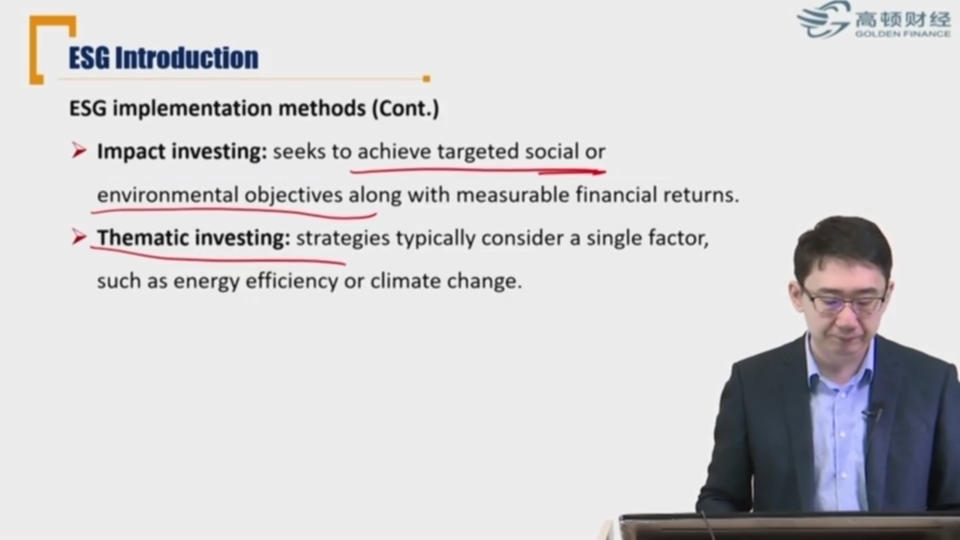 高顿财经
GOLDEN FINANCE
ESG Introduction
ESG implementation methods (Cont.)
Impact investing: seeks to achieve targeted social or
environmental objectives along with measurable financial returns.
Thematic investing: strategies typically consider a single factor,
such as energy efficiency or climate change.